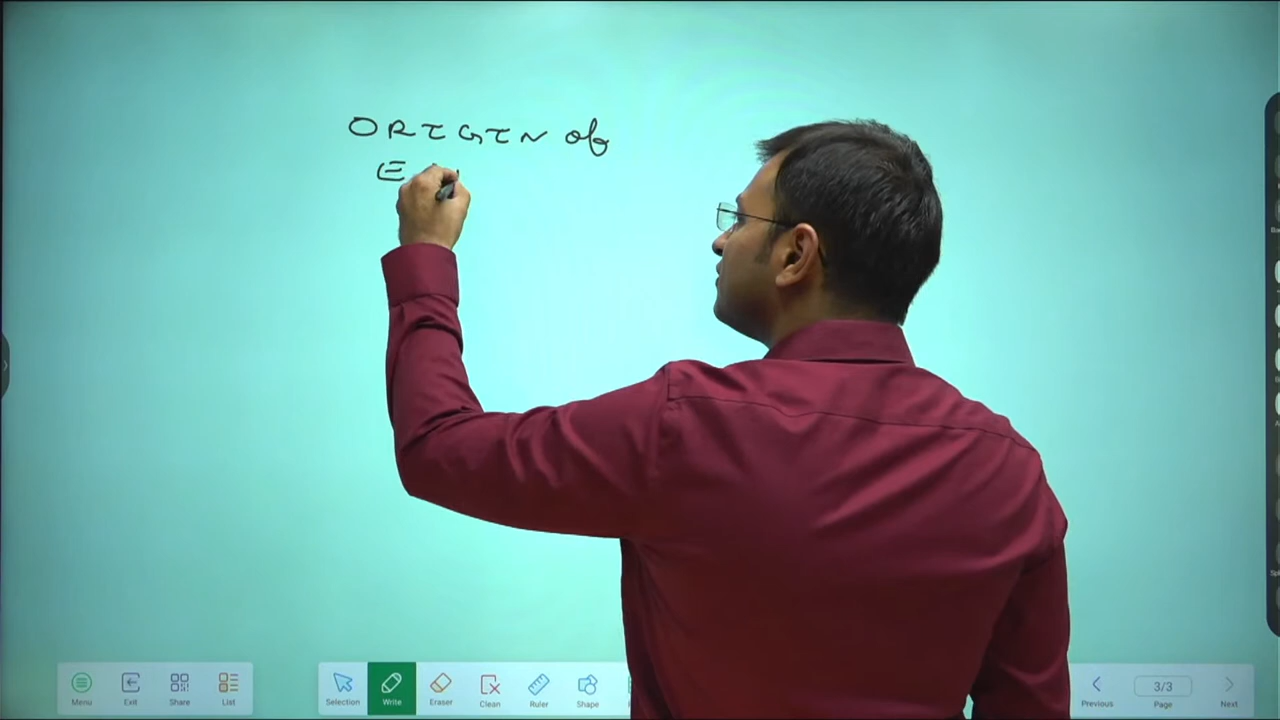 ORIGIN of
E
Menu
Exit
Share
List
Selection
Write
Eraser
Clean
Ruler
Shape
Previous
3/3
Page
Next